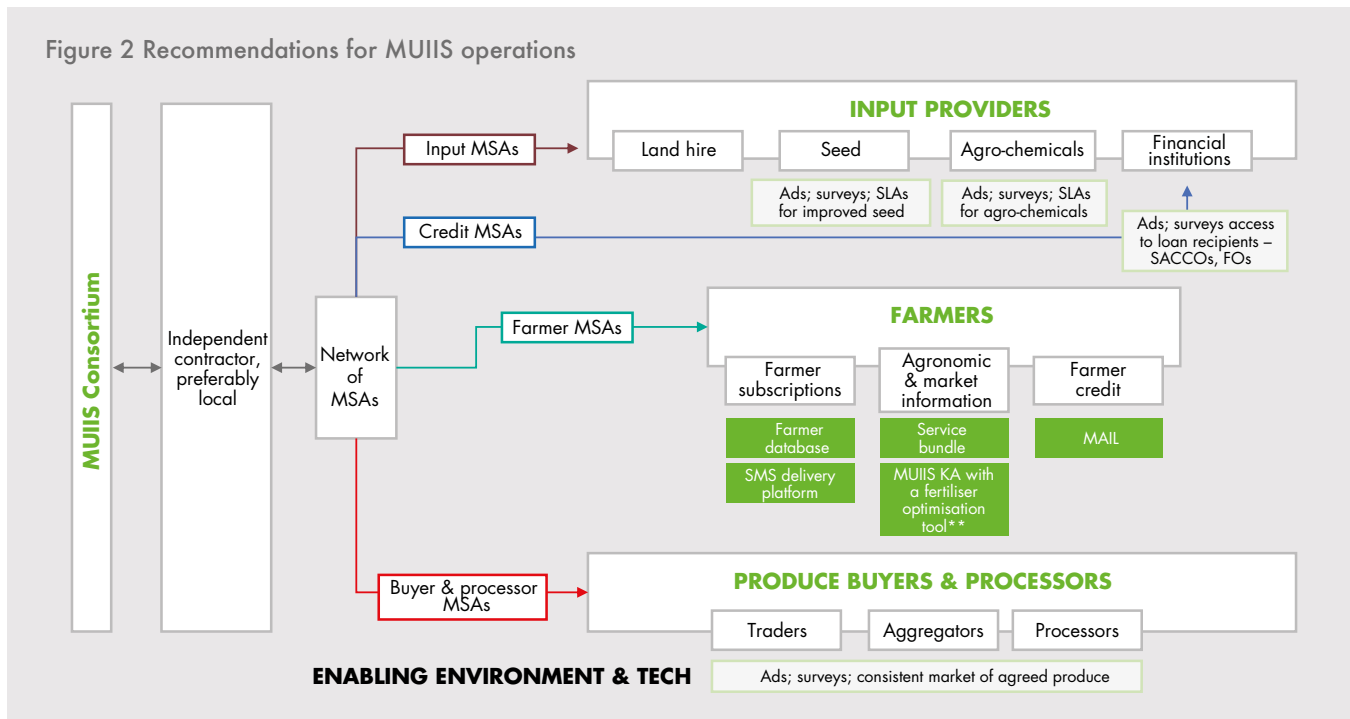 Figure 2 Recommendations for MUIIS operations
MUIIS Consortium
Independent
contractor,
preferably
local
Network
of
MSAs
Input MSAs
Credit MSAs
Farmer MSAs
Buyer & processor
MSAs
INPUT PROVIDERS
Land hire
Seed
Agro-chemicals
Financial
institutions
Ads; surveys; SLAs
for improved seed
Ads; surveys; SLAs
for agro-chemicals
Ads; surveys access
to loan recipients –
SACCOs, FOs
FARMERS
Farmer
subscriptions
Agronomic
& market
information
Farmer
credit
Farmer
database
Service
bundle
MAIL
SMS delivery
platform
MUIIS KA with
a fertiliser
optimisation
tool**
PRODUCE BUYERS & PROCESSORS
Traders
Aggregators
Processors
ENABLING ENVIRONMENT & TECH
Ads; surveys; consistent market of agreed produce